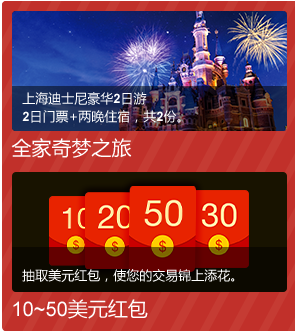 上海迪士尼豪华2日游
2日门票+两晚住宿，共2份。
全家奇梦之旅
10 20 50 30
$ $ $ $
抽取美元红包，使您的交易锦上添花。
10~50美元红包